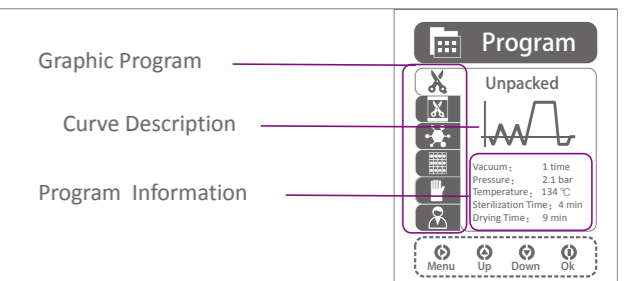 Program
Graphic Program
Unpacked
Curve Description
Vacuum： 1 time
Pressure： 2.1 bar
Program Information
Temperature： 134 ℃
Sterilization Time：4 min
Drying Time： 9 min
Menu Up Down Ok